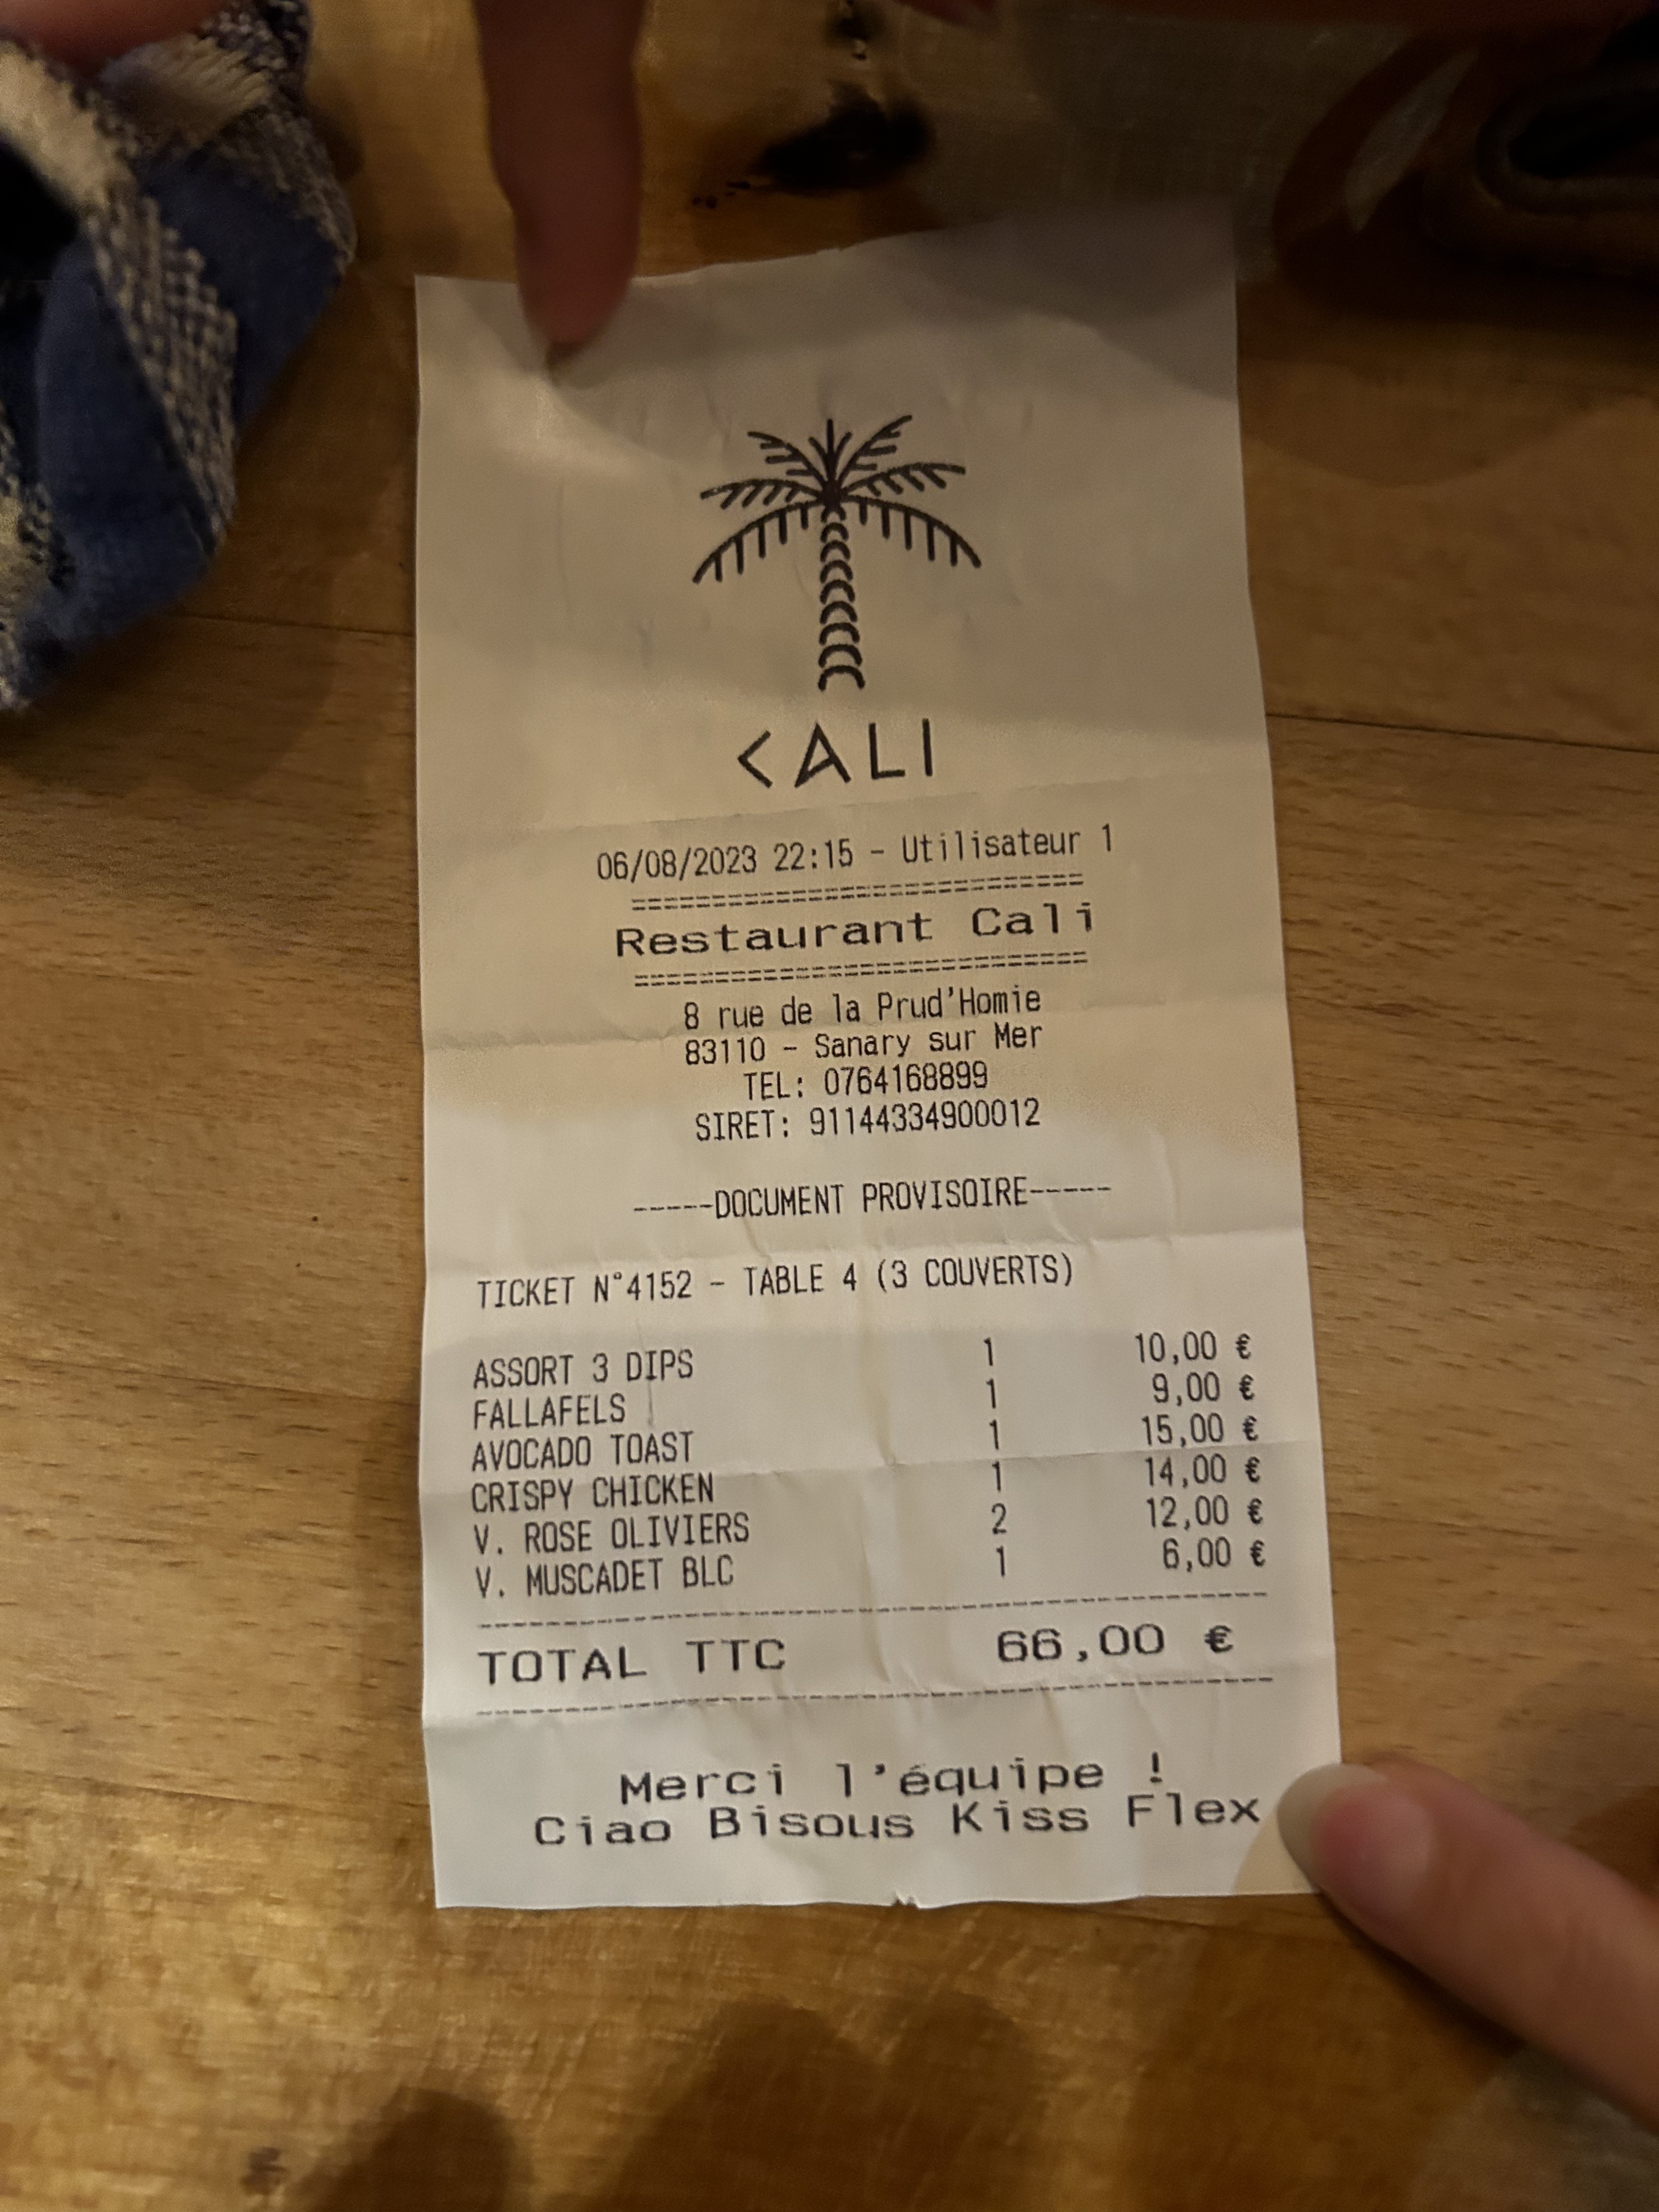 CALI
06/08/2023 22:15 - Utilisateur 1
============================
Restaurant Cali
============================
8 rue de la Prud'Homie
83110 - Sanary sur Mer
TEL: 0764168899
SIRET: 91144334900012
-----DOCUMENT PROVISOIRE-----
TICKET N°4152 - TABLE 4 (3 COUVERTS)
ASSORT 3 DIPS 1 10,00 €
FALLAFELS 1 9,00 €
AVOCADO TOAST 1 15,00 €
CRISPY CHICKEN 1 14,00 €
V. ROSE OLIVIERS 2 12,00 €
V. MUSCADET BLC 1 6,00 €
TOTAL TTC 66,00 €
Merci l'équipe !
Ciao Bisous Kiss Flex